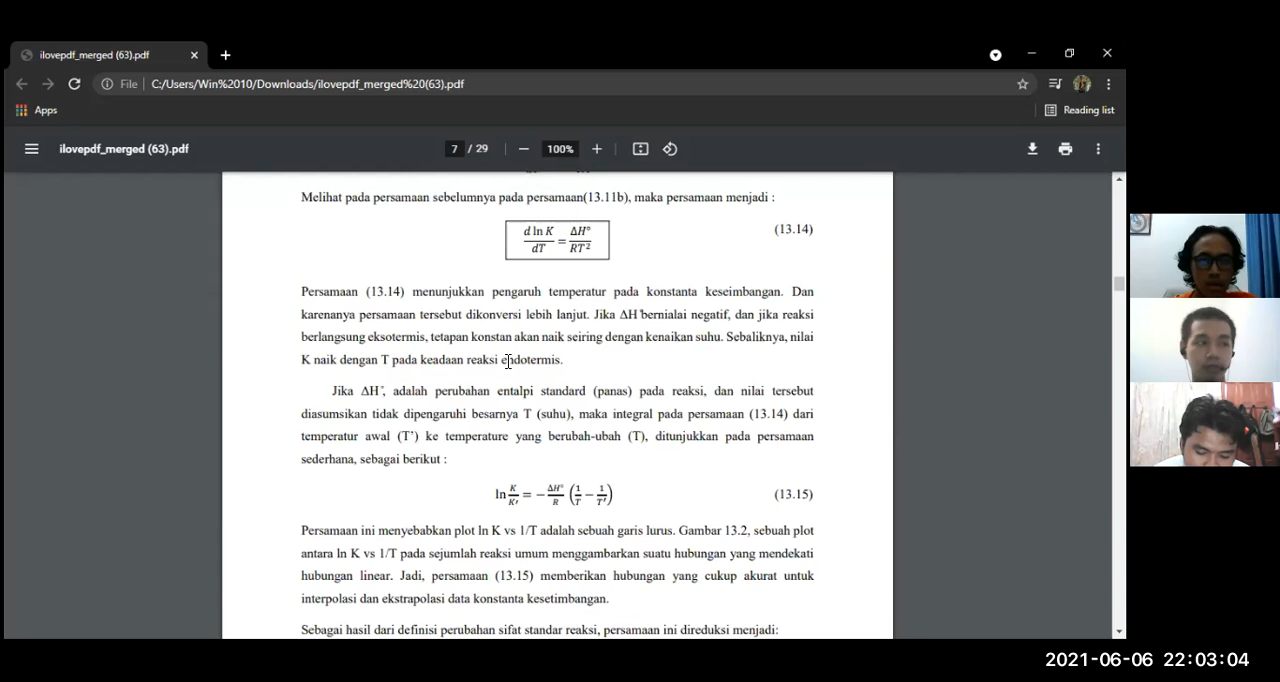 ilovepdf_merged (63).pdf
File C:/Users/Win%2010/Downloads/ilovepdf_merged%20(63).pdf
Apps
Reading list
ilovepdf_merged (63).pdf
7 / 29
100%
Melihat pada persamaan sebelumnya pada persamaan(13.11b), maka persamaan menjadi :
d ln K / dT = ΔH° / RT² (13.14)
Persamaan (13.14) menunjukkan pengaruh temperatur pada konstanta keseimbangan. Dan
karenanya persamaan tersebut dikonversi lebih lanjut. Jika ΔH°bernialai negatif, dan jika reaksi
berlangsung eksotermis, tetapan konstan akan naik seiring dengan kenaikan suhu. Sebaliknya, nilai
K naik dengan T pada keadaan reaksi endotermis.
Jika ΔH°, adalah perubahan entalpi standard (panas) pada reaksi, dan nilai tersebut
diasumsikan tidak dipengaruhi besarnya T (suhu), maka integral pada persamaan (13.14) dari
temperatur awal (T') ke temperature yang berubah-ubah (T), ditunjukkan pada persamaan
sederhana, sebagai berikut :
ln K/K′ = − ΔH°/R (1/T − 1/T′) (13.15)
Persamaan ini menyebabkan plot ln K vs 1/T adalah sebuah garis lurus. Gambar 13.2, sebuah plot
antara ln K vs 1/T pada sejumlah reaksi umum menggambarkan suatu hubungan yang mendekati
hubungan linear. Jadi, persamaan (13.15) memberikan hubungan yang cukup akurat untuk
interpolasi dan ekstrapolasi data konstanta kesetimbangan.
Sebagai hasil dari definisi perubahan sifat standar reaksi, persamaan ini direduksi menjadi:
2021-06-06 22:03:04